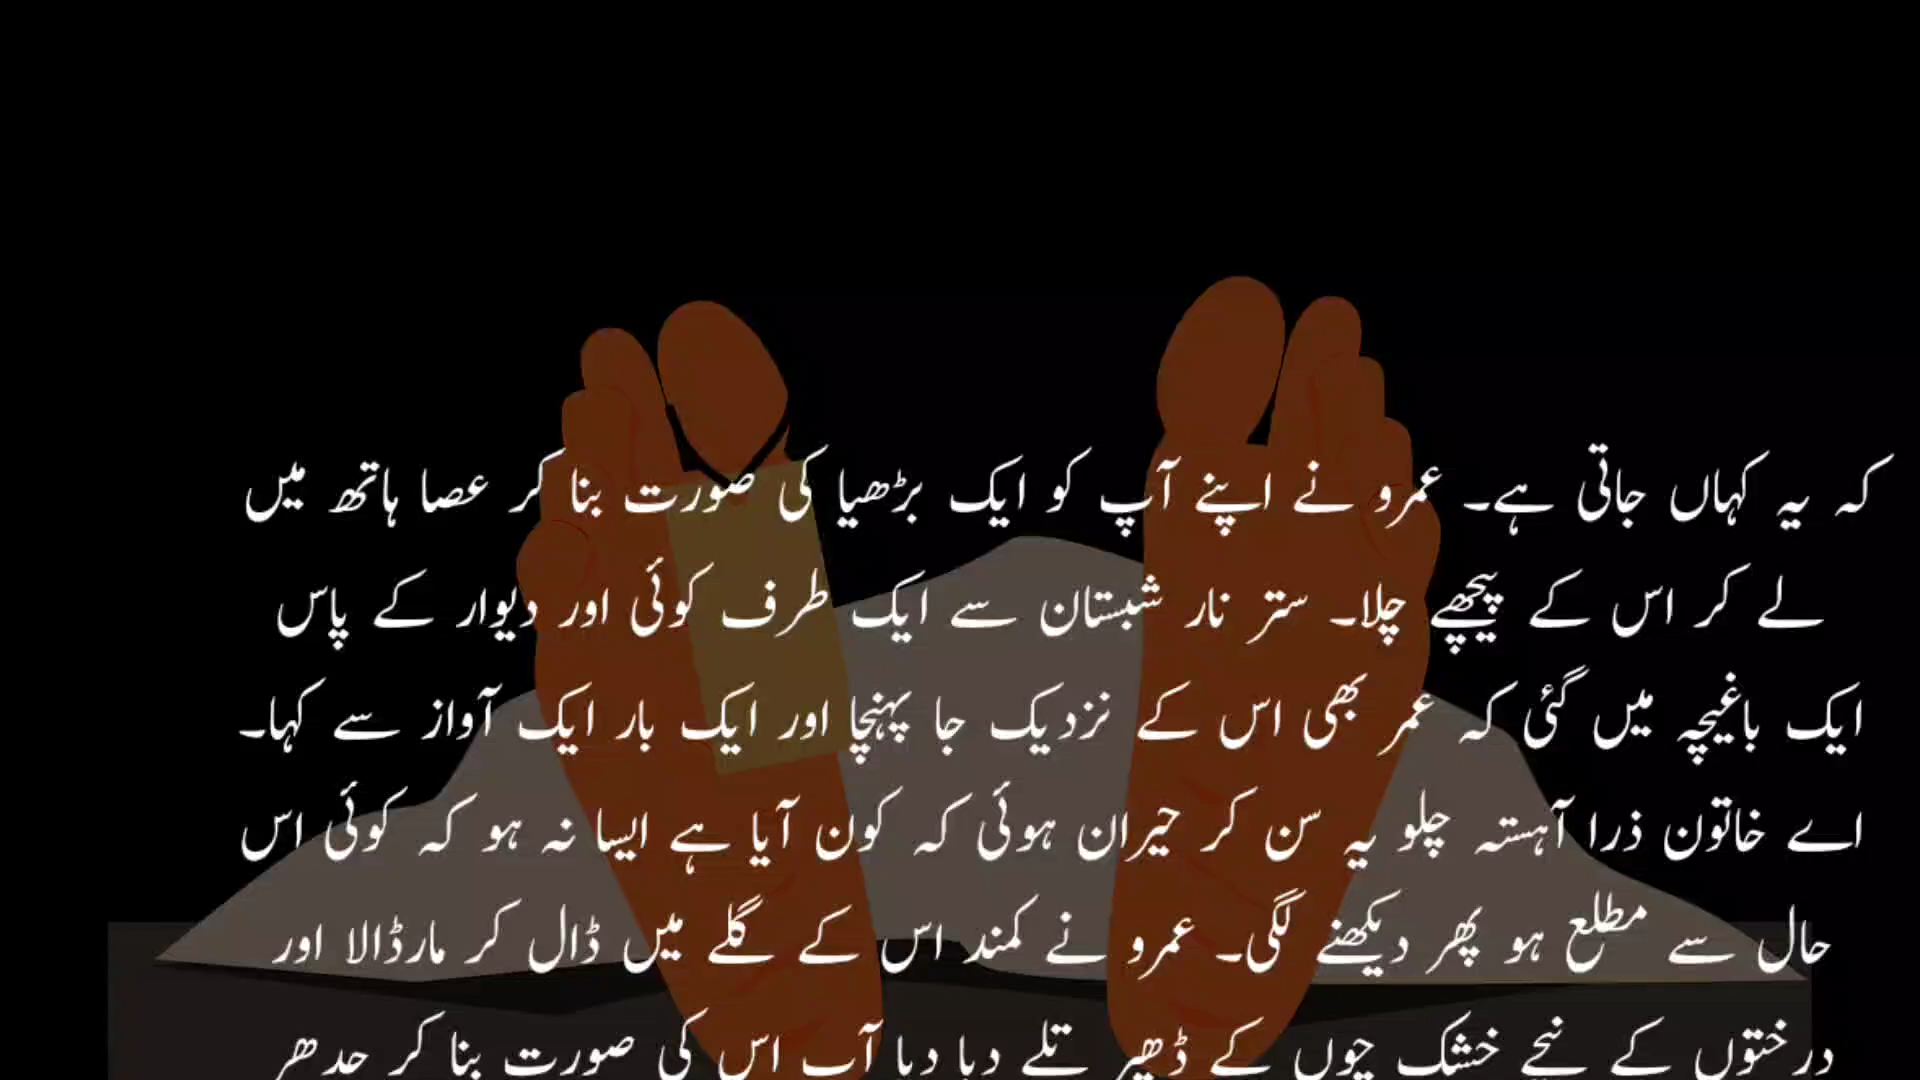 کہ یہ کہاں جاتی ہے۔ عمرو نے اپنے آپ کو ایک بڑھیا کی صورت بنا کر عصا ہاتھ میں
لے کر اس کے پیچھے چلا۔ ستر نار شبستان سے ایک طرف کوئی اور دیوار کے پاس
ایک باغیچہ میں گئی کہ عمر بھی اس کے نزدیک جا پہنچا اور ایک بار ایک آواز سے کہا۔
اے خاتون ذرا آہستہ چلو یہ سن کر حیران ہوئی کہ کون آیا ہے ایسا نہ ہو کہ کوئی اس
حال سے مطلع ہو پھر دیکھنے لگی۔ عمرو نے کمند اس کے گلے میں ڈال کر مارڈالا اور
درختوں کے نیچے خشک چوں کے ڈھیر تلے دبا دبا آپ اس کی صورت بنا کر جدھر